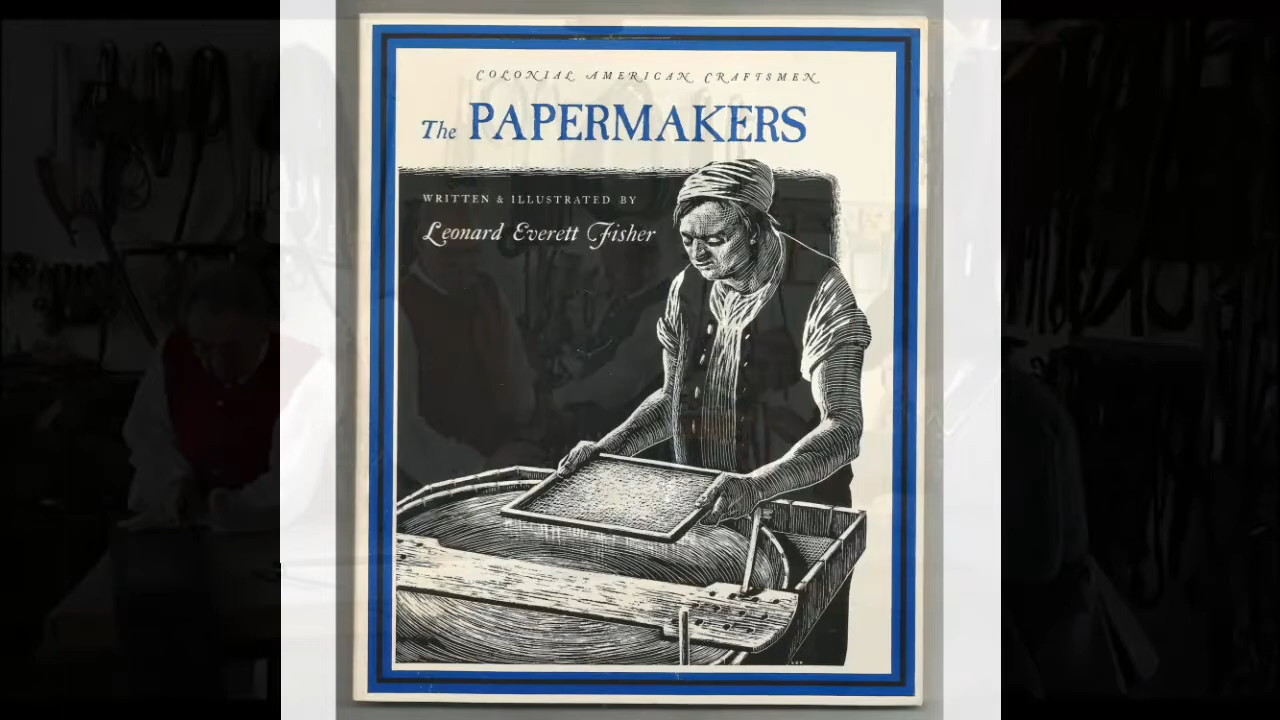 COLONIAL AMERICAN CRAFTSMEN
The PAPERMAKERS
WRITTEN & ILLUSTRATED BY
Leonard Everett Fisher